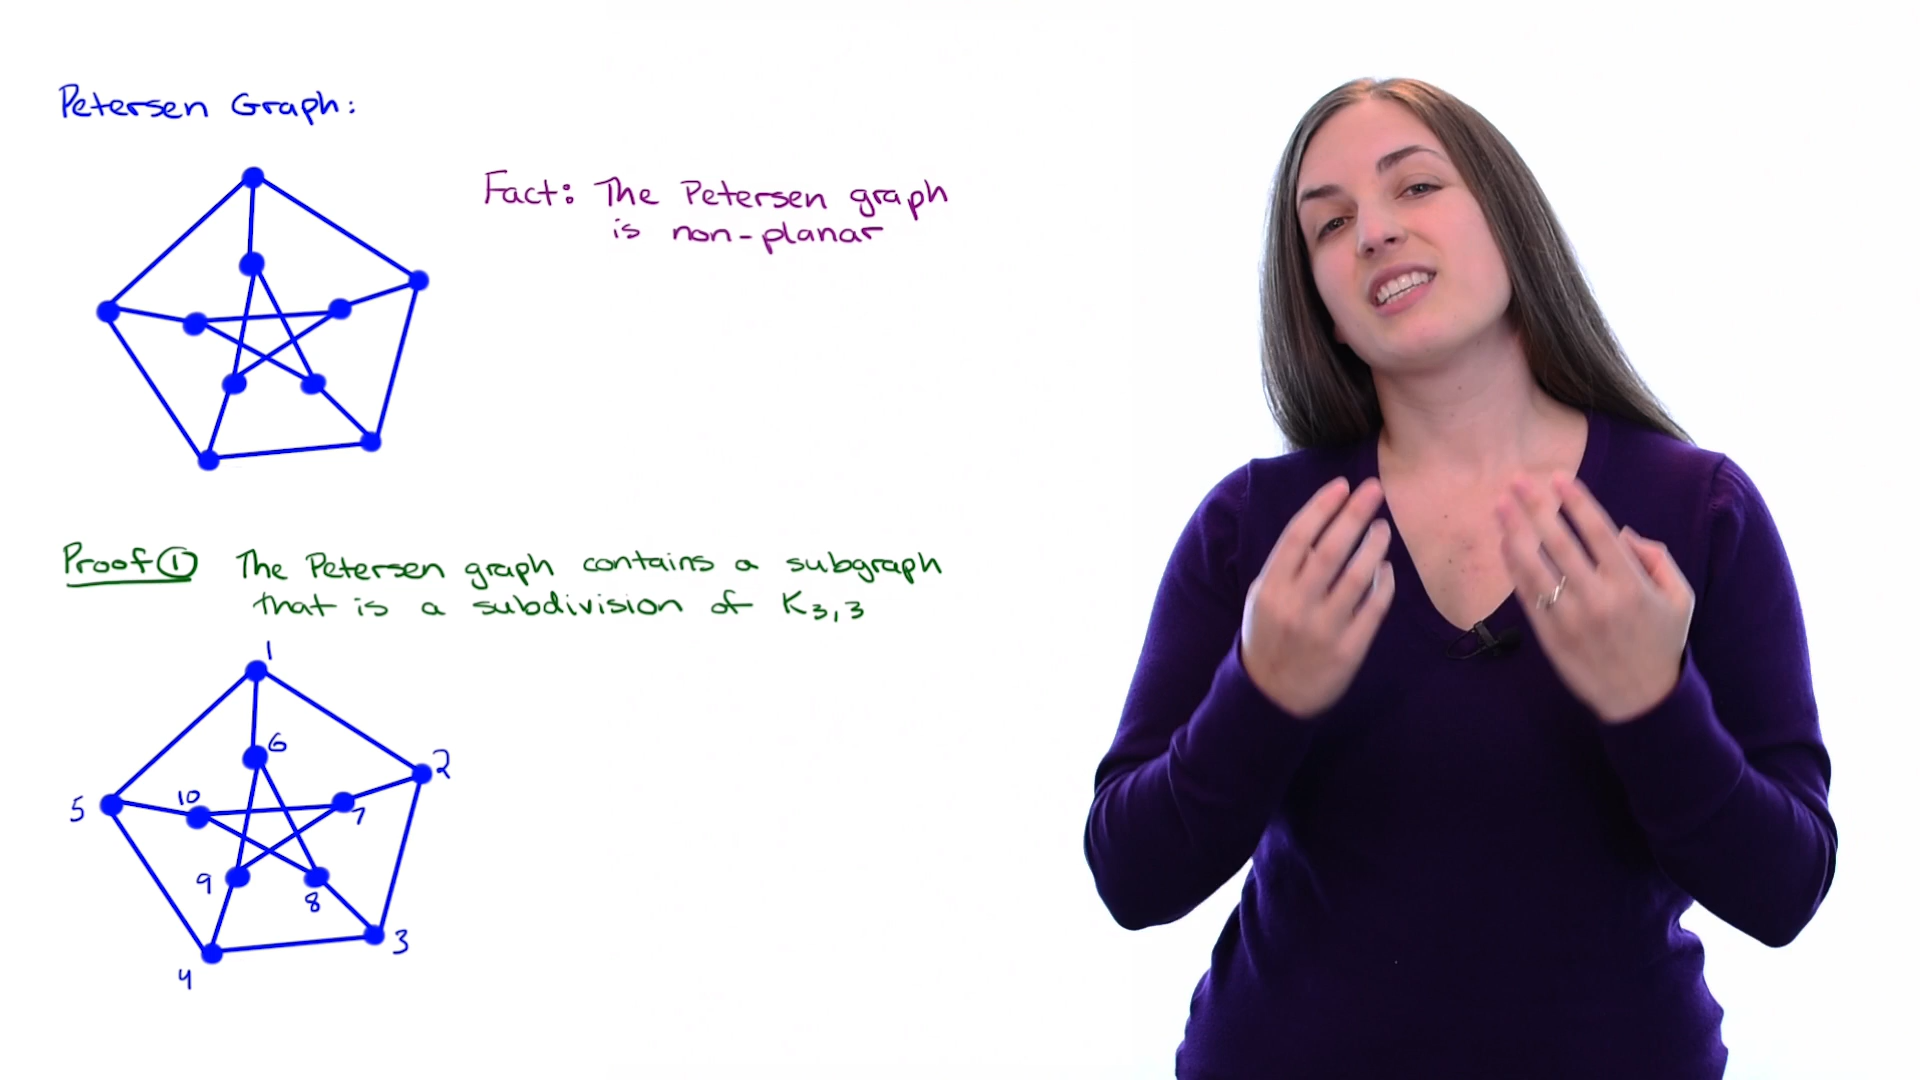 Petersen Graph:
Fact: The Petersen graph
is non-planar
Proof ① The Petersen graph contains a subgraph
that is a subdivision of K3,3
1
6
2
5
10
7
9
8
3
4